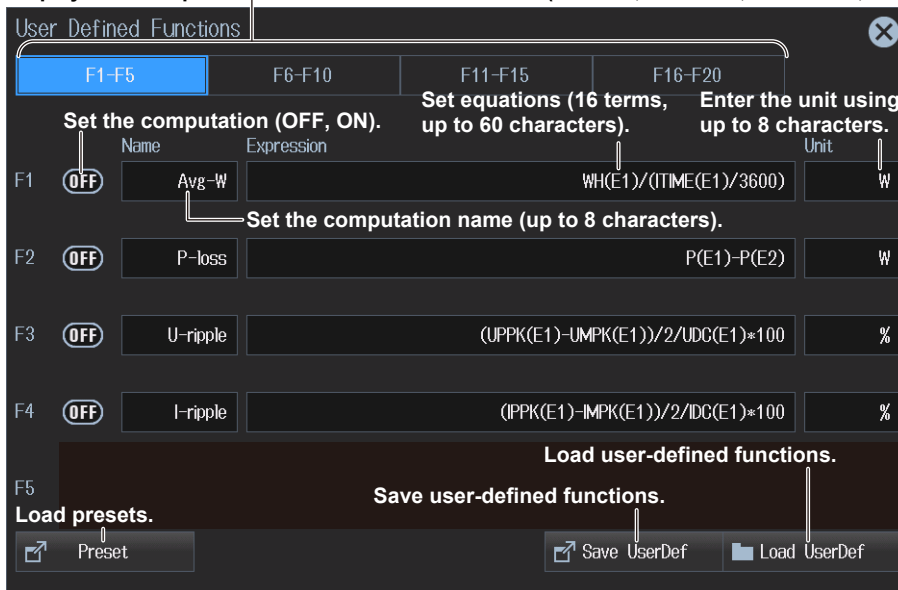 User Defined Functions
F1-F5 F6-F10 F11-F15 F16-F20
Set the computation (OFF, ON).
Set equations (16 terms,
up to 60 characters).
Enter the unit using
up to 8 characters.
Name Expression Unit
F1 OFF Avg-W WH(E1)/(ITIME(E1)/3600) W
Set the computation name (up to 8 characters).
F2 OFF P-loss P(E1)-P(E2) W
F3 OFF U-ripple (UPPK(E1)-UMPK(E1))/2/UDC(E1)*100 %
F4 OFF I-ripple (IPPK(E1)-IMPK(E1))/2/IDC(E1)*100 %
Load user-defined functions.
F5
Save user-defined functions.
Load presets.
Preset Save UserDef Load UserDef